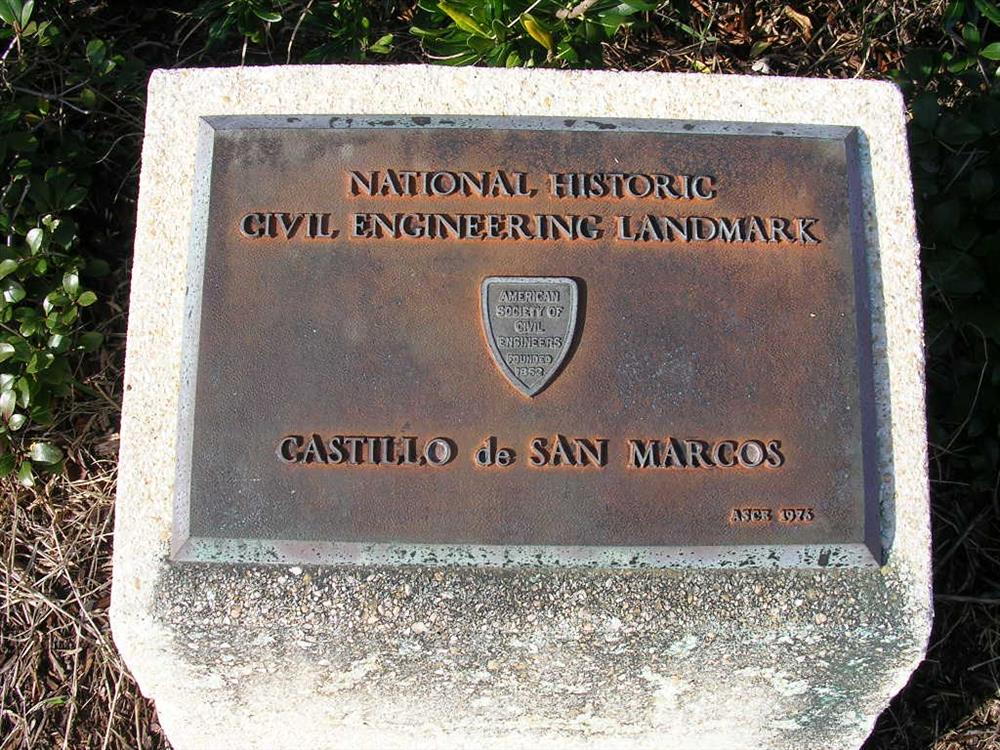 NATIONAL HISTORIC
CIVIL ENGINEERING LANDMARK
AMERICAN
SOCIETY OF
CIVIL
ENGINEERS
FOUNDED
1852
CASTILLO de SAN MARCOS
ASCE 1975